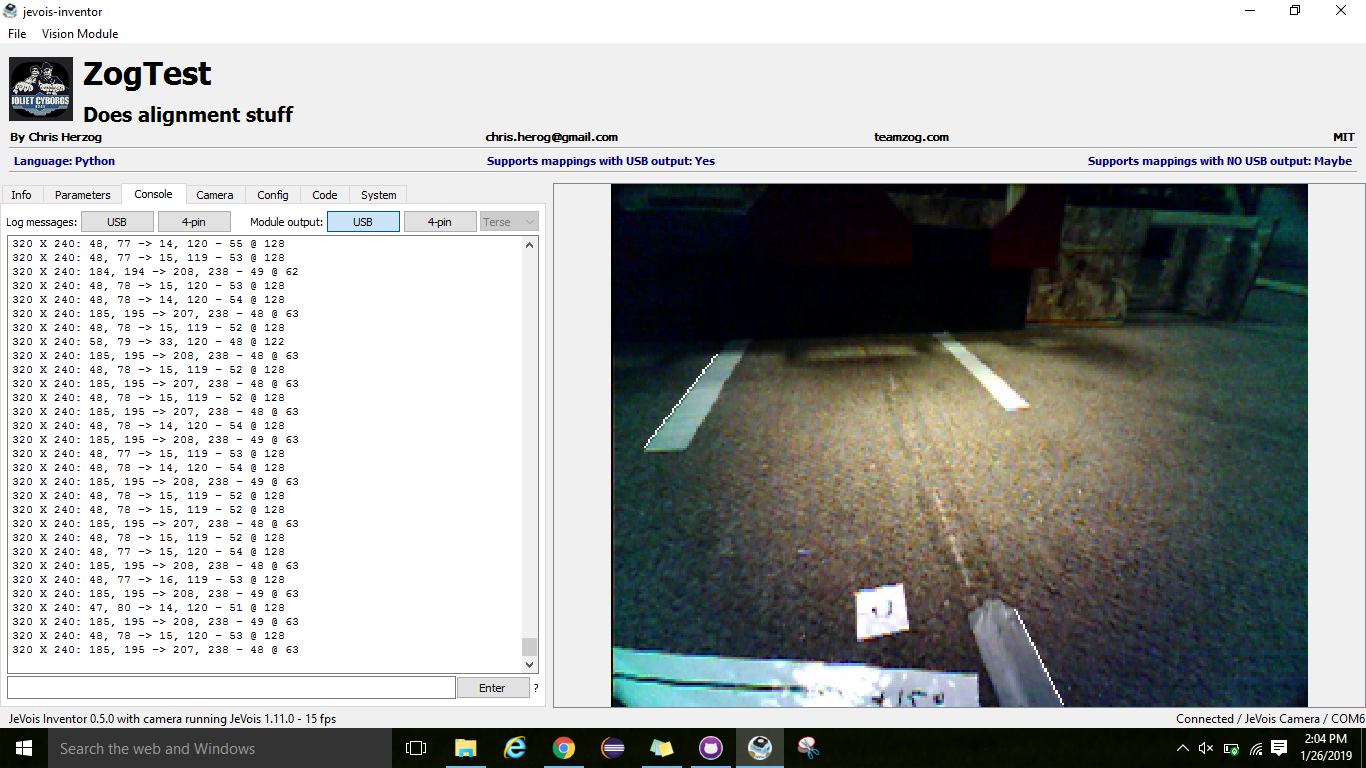 jevois-inventor
File Vision Module
JOLIET CYBORGS
ZogTest
Does alignment stuff
By Chris Herzog chris.herog@gmail.com teamzog.com MIT
Language: Python Supports mappings with USB output: Yes Supports mappings with NO USB output: Maybe
Info Parameters Console Camera Config Code System
Log messages: USB 4-pin Module output: USB 4-pin Terse
320 X 240: 48, 77 -> 14, 120 - 55 @ 128
320 X 240: 48, 77 -> 15, 119 - 53 @ 128
320 X 240: 184, 194 -> 208, 238 - 49 @ 62
320 X 240: 48, 78 -> 15, 120 - 53 @ 128
320 X 240: 48, 78 -> 14, 120 - 54 @ 128
320 X 240: 185, 195 -> 207, 238 - 48 @ 63
320 X 240: 48, 78 -> 15, 119 - 52 @ 128
320 X 240: 58, 79 -> 33, 120 - 48 @ 122
320 X 240: 185, 195 -> 208, 238 - 48 @ 63
320 X 240: 48, 78 -> 15, 119 - 52 @ 128
320 X 240: 185, 195 -> 207, 238 - 48 @ 63
320 X 240: 48, 78 -> 15, 119 - 52 @ 128
320 X 240: 185, 195 -> 207, 238 - 48 @ 63
320 X 240: 48, 78 -> 14, 120 - 54 @ 128
320 X 240: 185, 195 -> 208, 238 - 49 @ 63
320 X 240: 48, 77 -> 15, 119 - 53 @ 128
320 X 240: 48, 78 -> 14, 120 - 54 @ 128
320 X 240: 185, 195 -> 208, 238 - 49 @ 63
320 X 240: 48, 78 -> 15, 119 - 52 @ 128
320 X 240: 48, 78 -> 15, 119 - 52 @ 128
320 X 240: 185, 195 -> 207, 238 - 48 @ 63
320 X 240: 48, 78 -> 15, 119 - 52 @ 128
320 X 240: 48, 77 -> 15, 120 - 54 @ 128
320 X 240: 185, 195 -> 208, 238 - 48 @ 63
320 X 240: 48, 77 -> 16, 119 - 53 @ 128
320 X 240: 185, 195 -> 208, 238 - 49 @ 63
320 X 240: 47, 80 -> 14, 120 - 51 @ 128
320 X 240: 185, 195 -> 208, 238 - 49 @ 63
320 X 240: 48, 78 -> 15, 120 - 53 @ 128
320 X 240: 185, 195 -> 207, 238 - 48 @ 63
Enter ?
JeVois Inventor 0.5.0 with camera running JeVois 1.11.0 - 15 fps Connected / JeVois Camera / COM6
Search the web and Windows
2:04 PM
1/26/2019